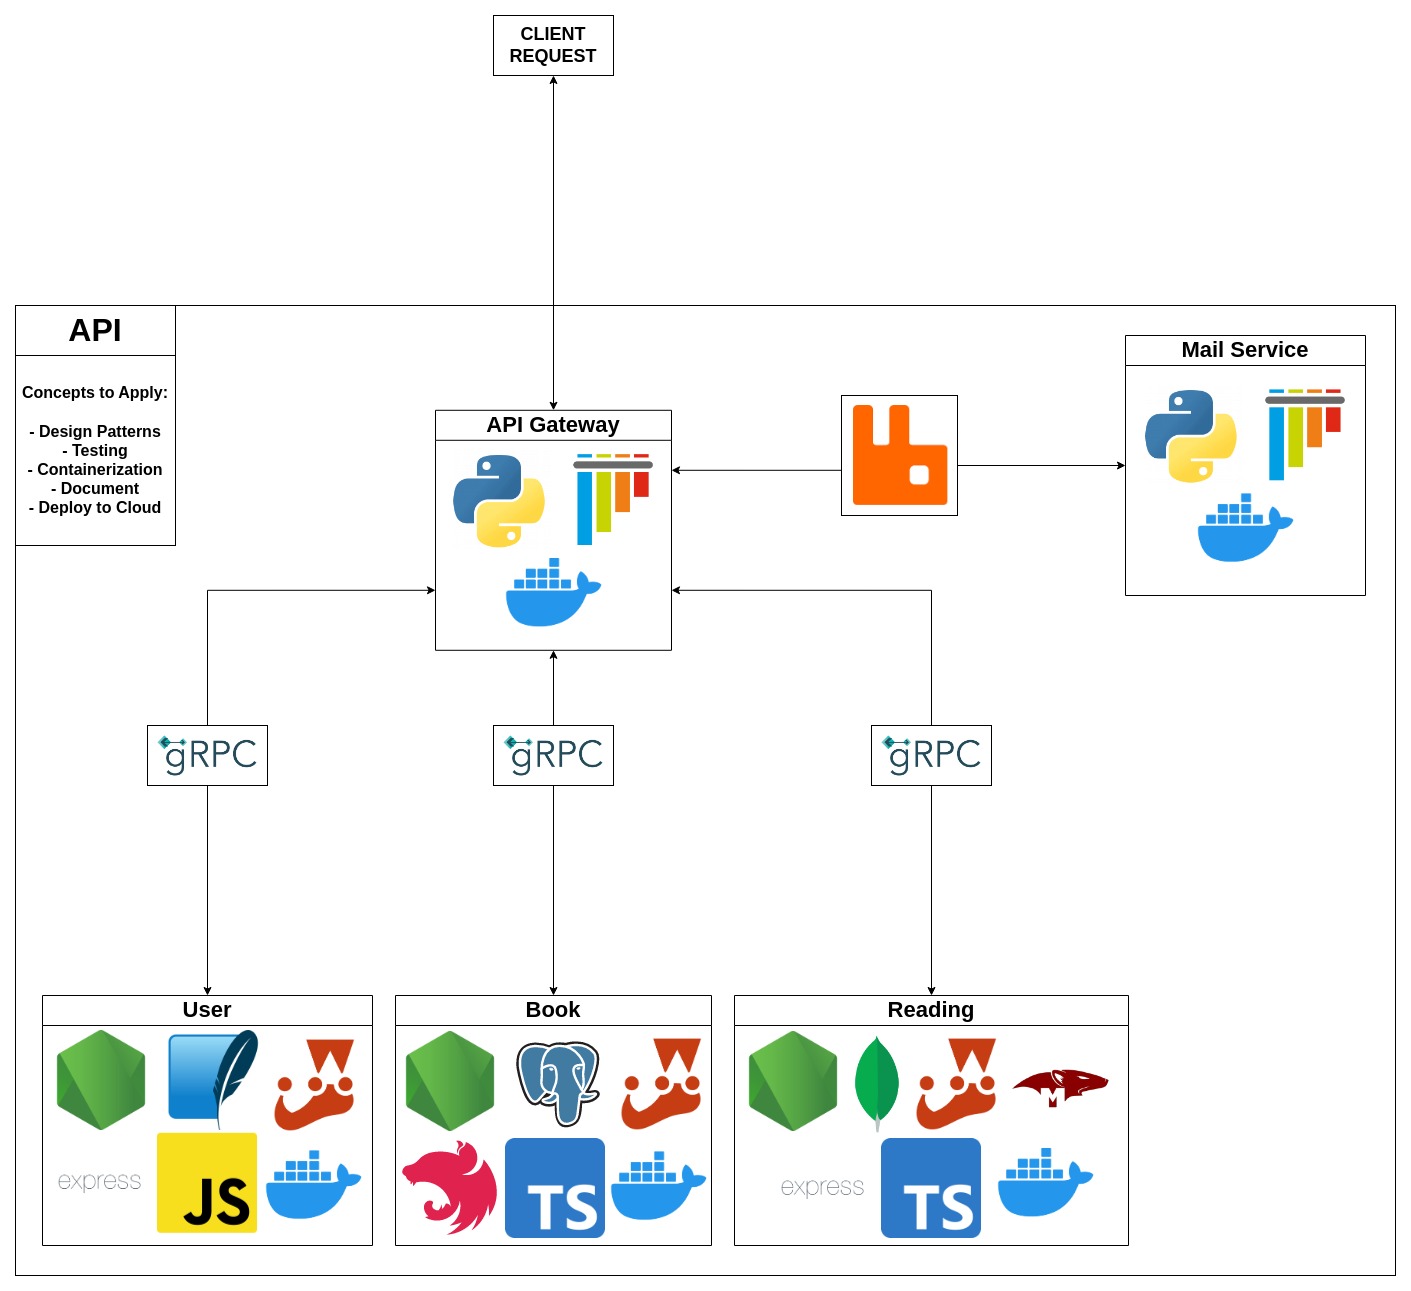 CLIENT
REQUEST
API
Concepts to Apply:
- Design Patterns
- Testing
- Containerization
- Document
- Deploy to Cloud
API Gateway
Mail Service
gRPC
gRPC
gRPC
User
express
JS
Book
TS
Reading
M
express
TS